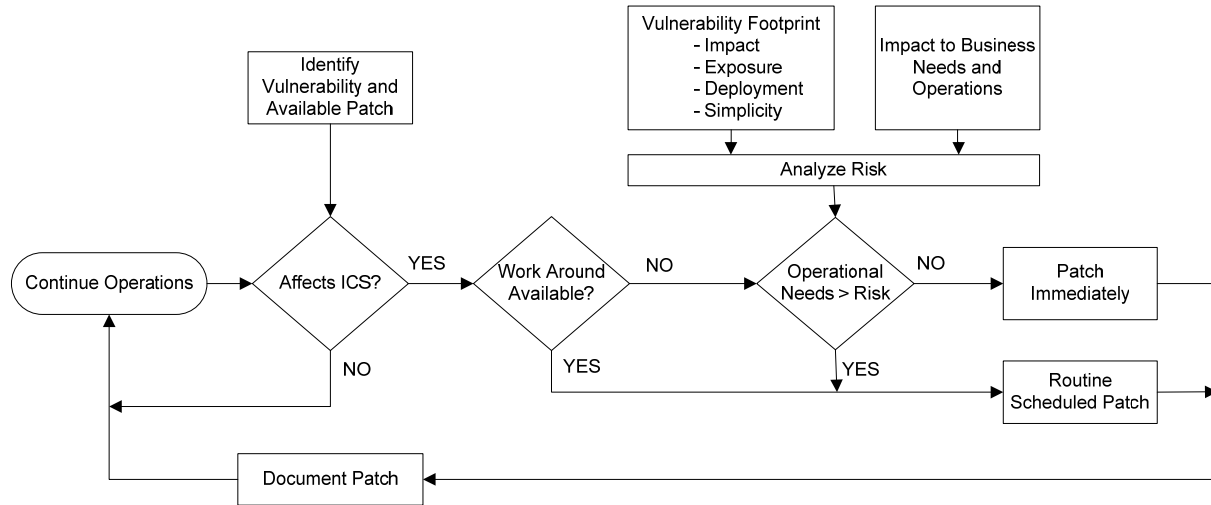 Identify
Vulnerability and
Available Patch
Vulnerability Footprint
- Impact
- Exposure
- Deployment
- Simplicity
Impact to Business
Needs and
Operations
Analyze Risk
Continue Operations
Affects ICS?
YES
NO
Work Around
Available?
NO
YES
Operational
Needs > Risk
NO
YES
Patch
Immediately
Routine
Scheduled Patch
Document Patch